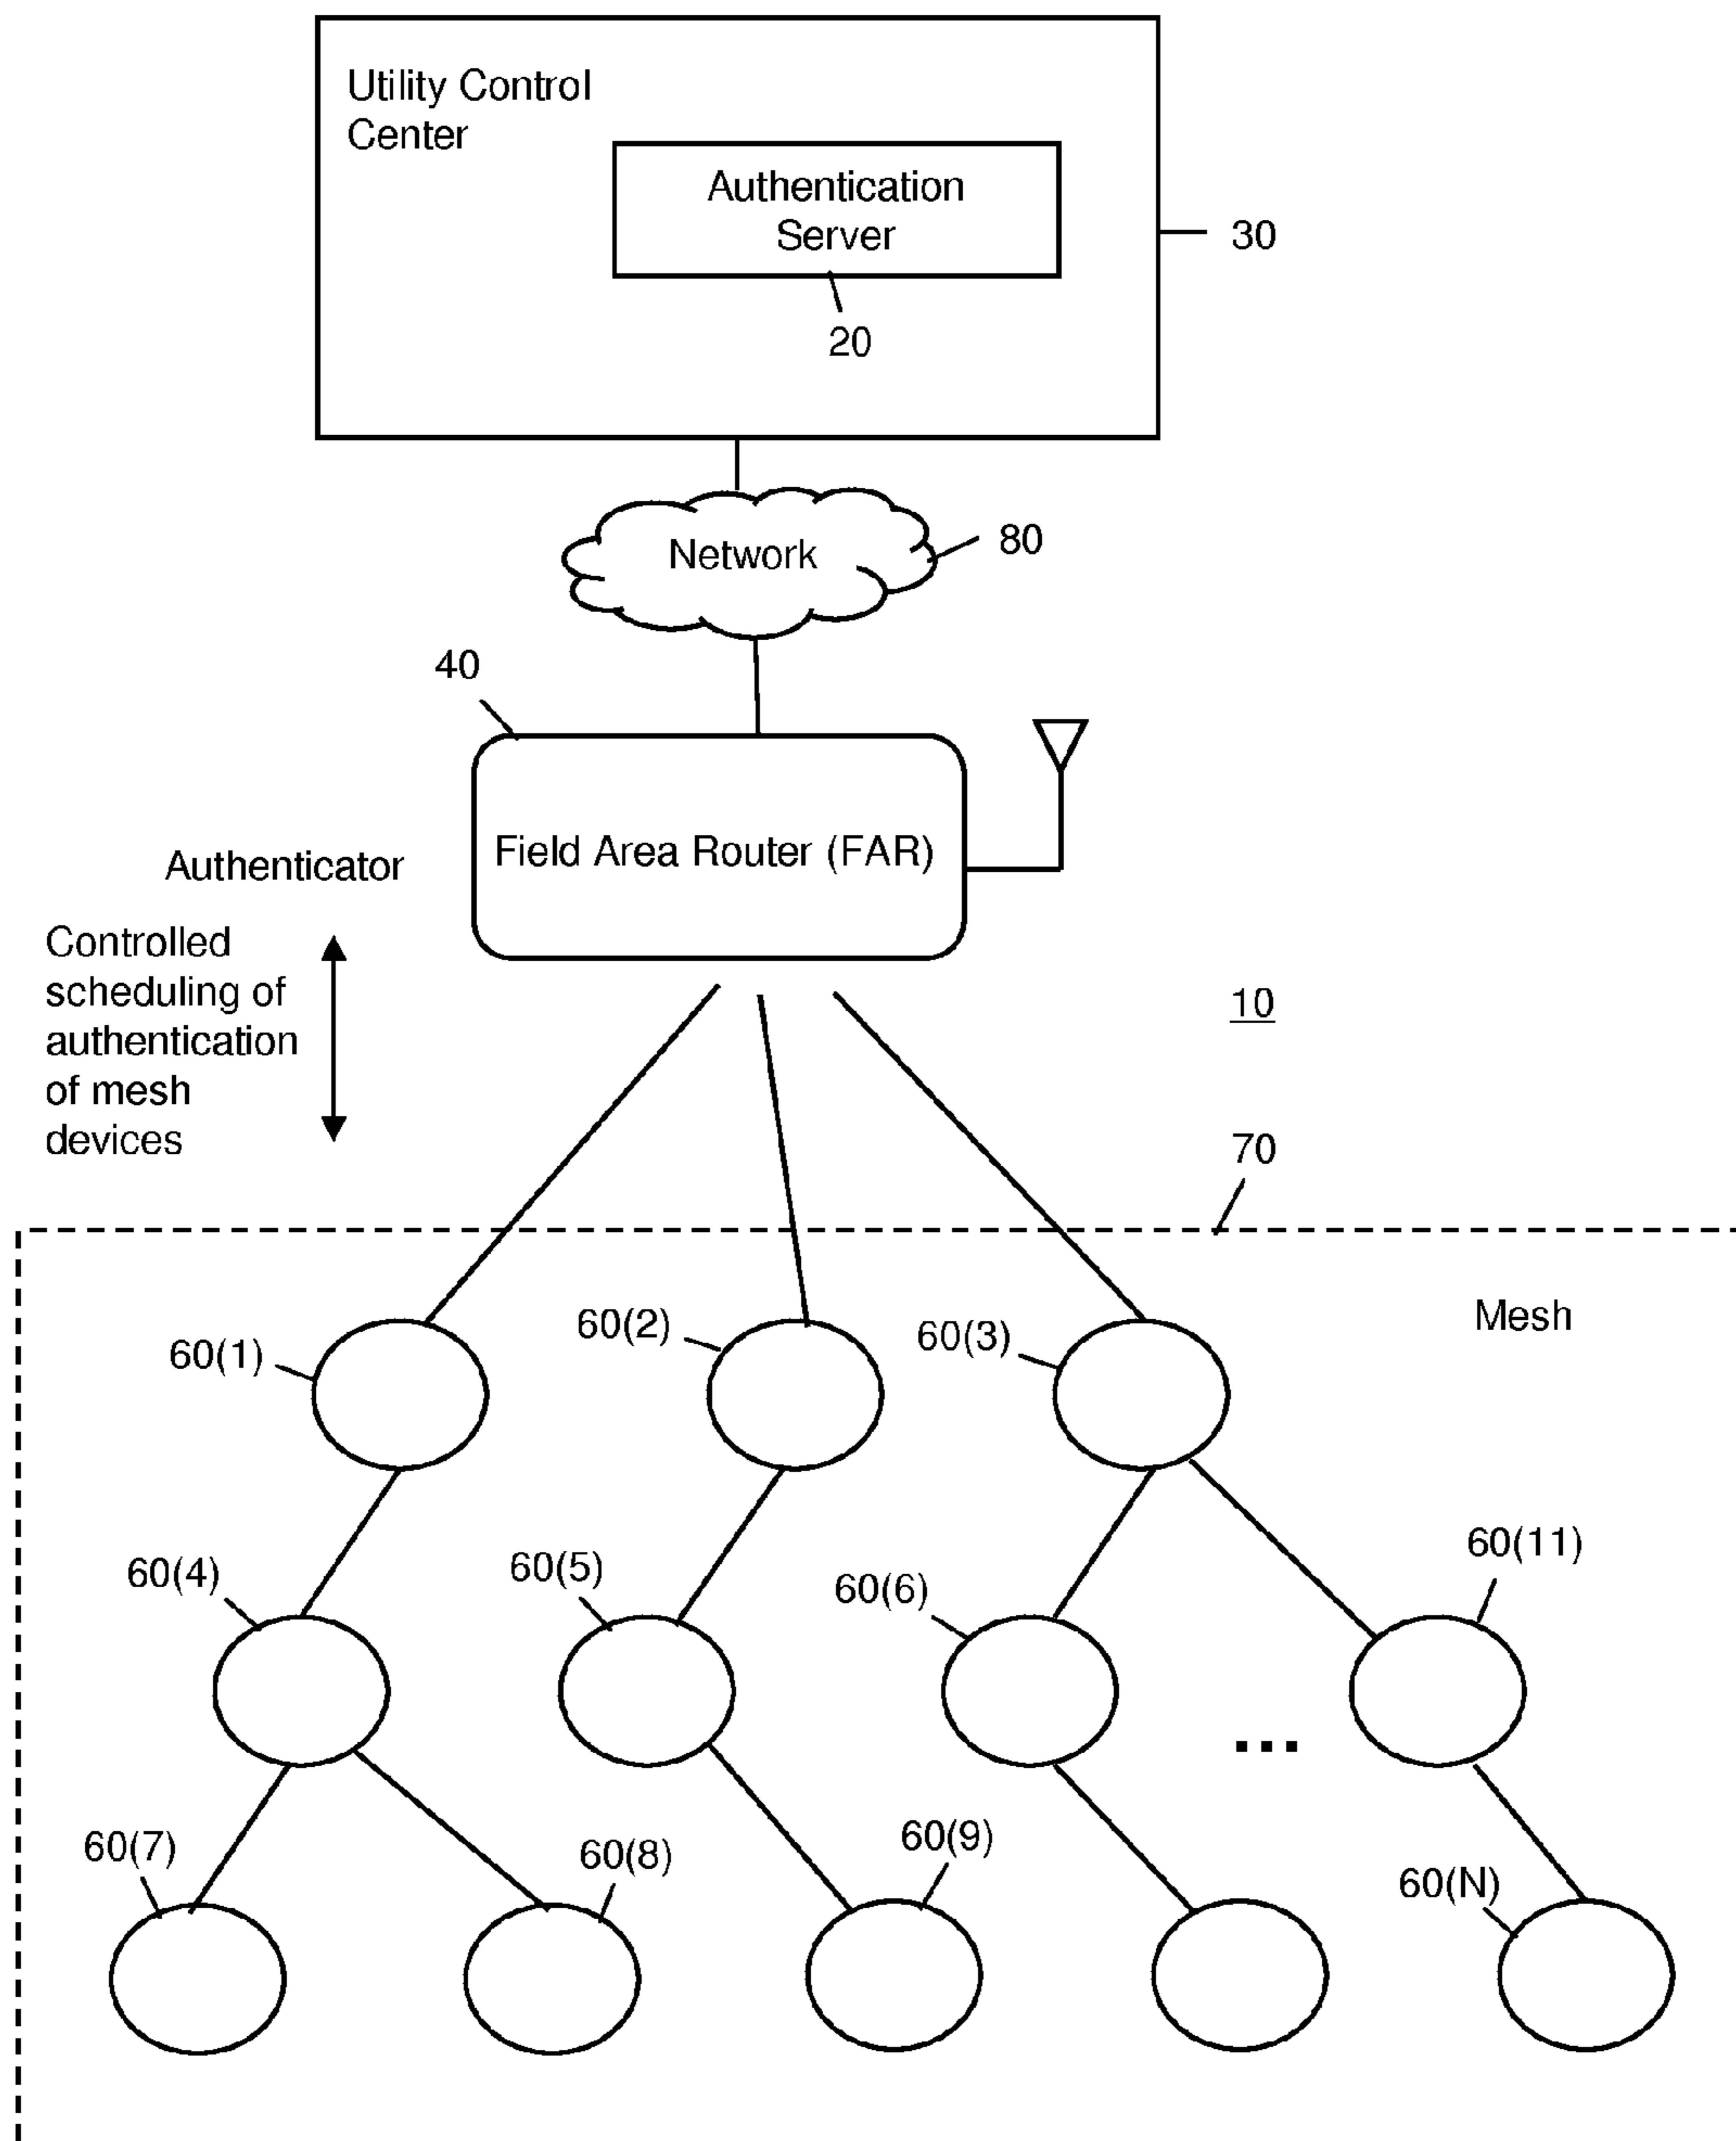 Utility Control
Center
Authentication
Server
30
20
Network
80
40
Field Area Router (FAR)
Authenticator
Controlled
scheduling of
authentication
of mesh
devices
10
70
Mesh
60(1)
60(2)
60(3)
60(4)
60(5)
60(6)
60(11)
...
60(7)
60(8)
60(9)
60(N)